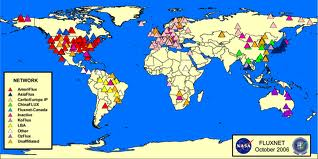 NETWORK
AmeriFlux
AsiaFlux
CarboEurope IP
ChinaFLUX
Fluxnet-Canada
Inactive
KoFlux
LBA
Other
OzFlux
Unaffiliated
NASA
FLUXNET
October 2006